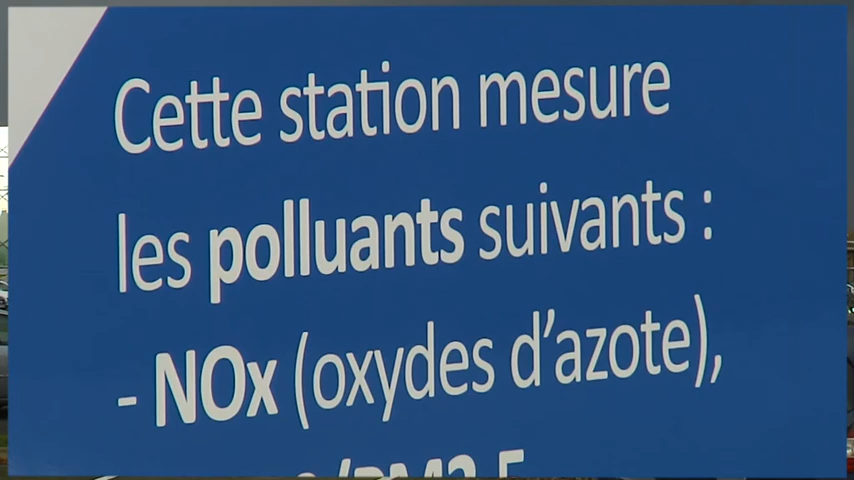 Cette station mesure
les polluants suivants :
- NOx (oxydes d'azote),